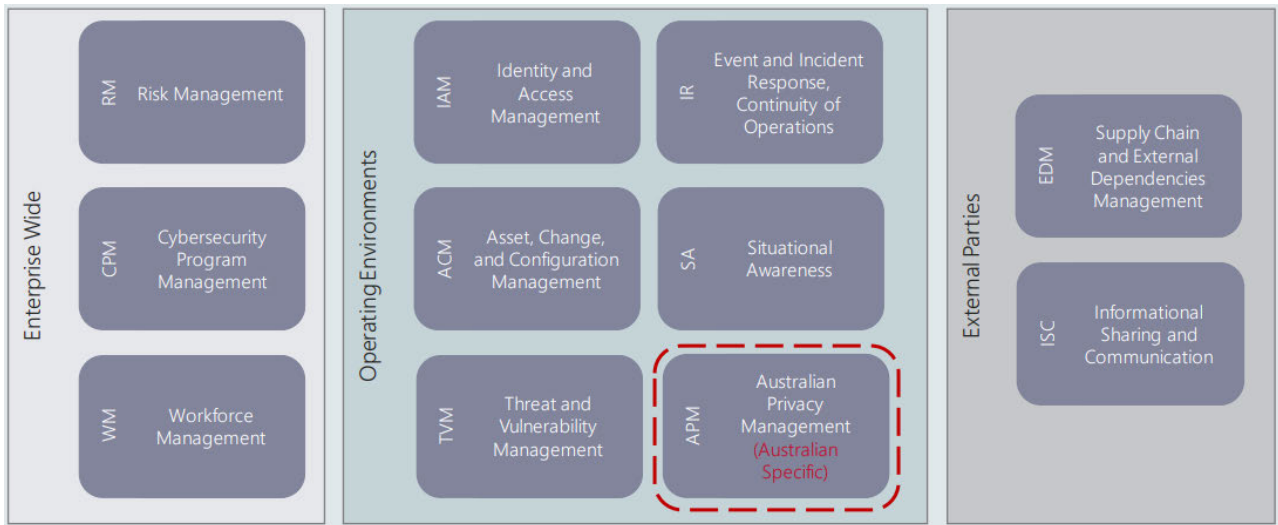 Enterprise Wide
RM
Risk Management
CPM
Cybersecurity
Program
Management
WM
Workforce
Management
Operating Environments
IAM
Identity and
Access
Management
IR
Event and Incident
Response,
Continuity of
Operations
ACM
Asset, Change,
and Configuration
Management
SA
Situational
Awareness
TVM
Threat and
Vulnerability
Management
APM
Australian
Privacy
Management
(Australian
Specific)
External Parties
EDM
Supply Chain
and External
Dependencies
Management
ISC
Informational
Sharing and
Communication